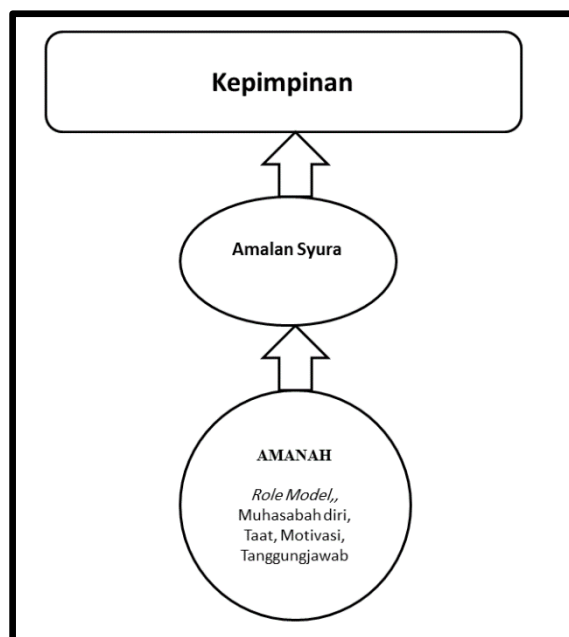 Kepimpinan
Amalan Syura
AMANAH
Role Model,,
Muhasabah diri,
Taat, Motivasi,
Tanggungjawab